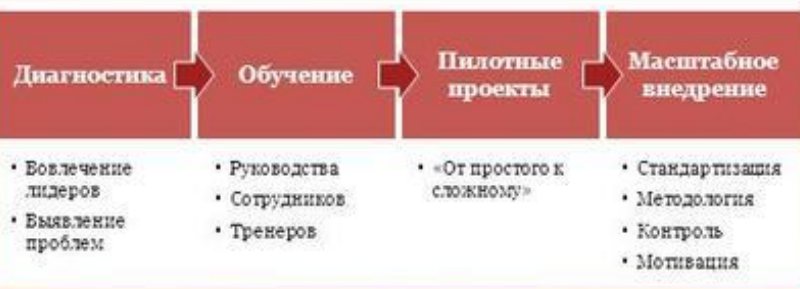 Диагностика
Обучение
Пилотные
проекты
Масштабное
внедрение
• Вовлечение
лидеров
• Выявление
проблем
• Руководства
• Сотрудников
• Тренеров
• «От простого к
сложному»
• Стандартизация
• Методология
• Контроль
• Мотивация